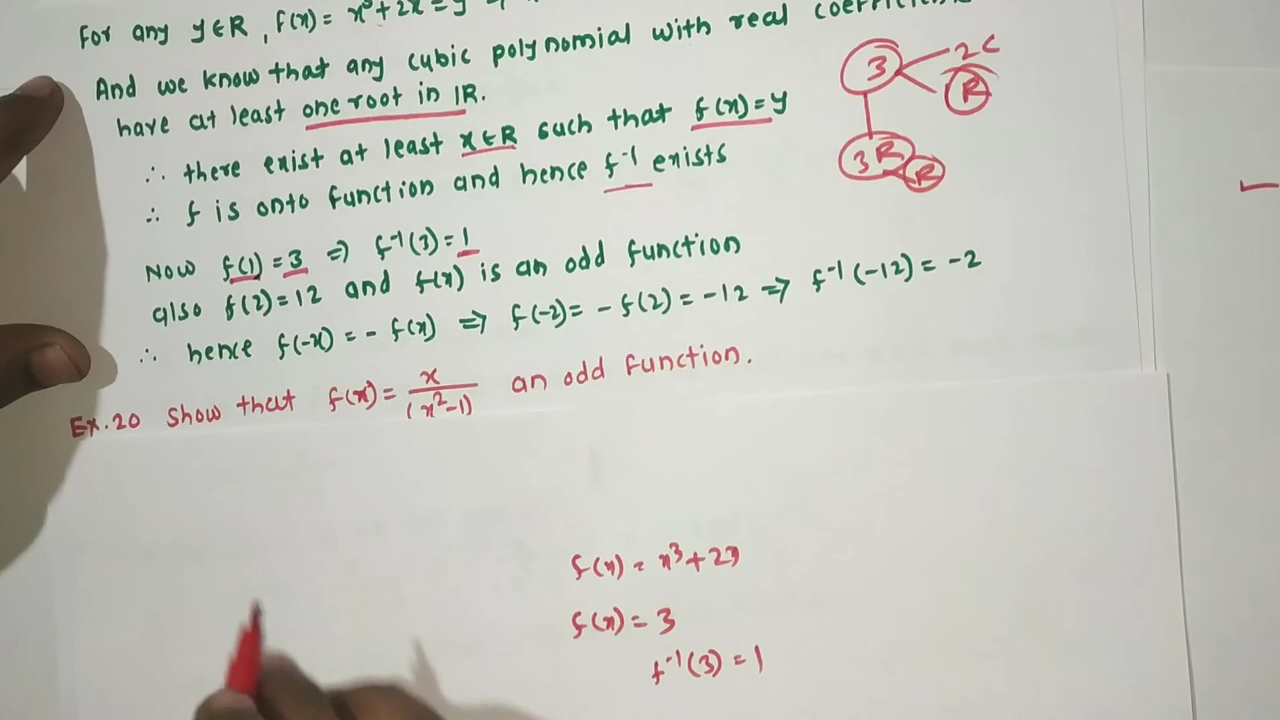 For any y∈R, f(x) = x³+2x = y ⇒
And we know that any cubic polynomial with real
have at least one root in IR.
∴ there exist at least x∈R such that f(x)=y
∴ f is onto function and hence f⁻¹ exists
Now f(1)=3 ⇒ f⁻¹(3)=1
also f(2)=12 and f(x) is an odd function
∴ hence f(-x) = - f(x) ⇒ f(-2) = - f(2) = -12 ⇒ f⁻¹(-12) = -2
Ex.20 Show that f(x) = x/(x²-1) an odd function.
3
2C
R
3R
R
f(x) = x³+2x
f(x) = 3
f⁻¹(3) = 1